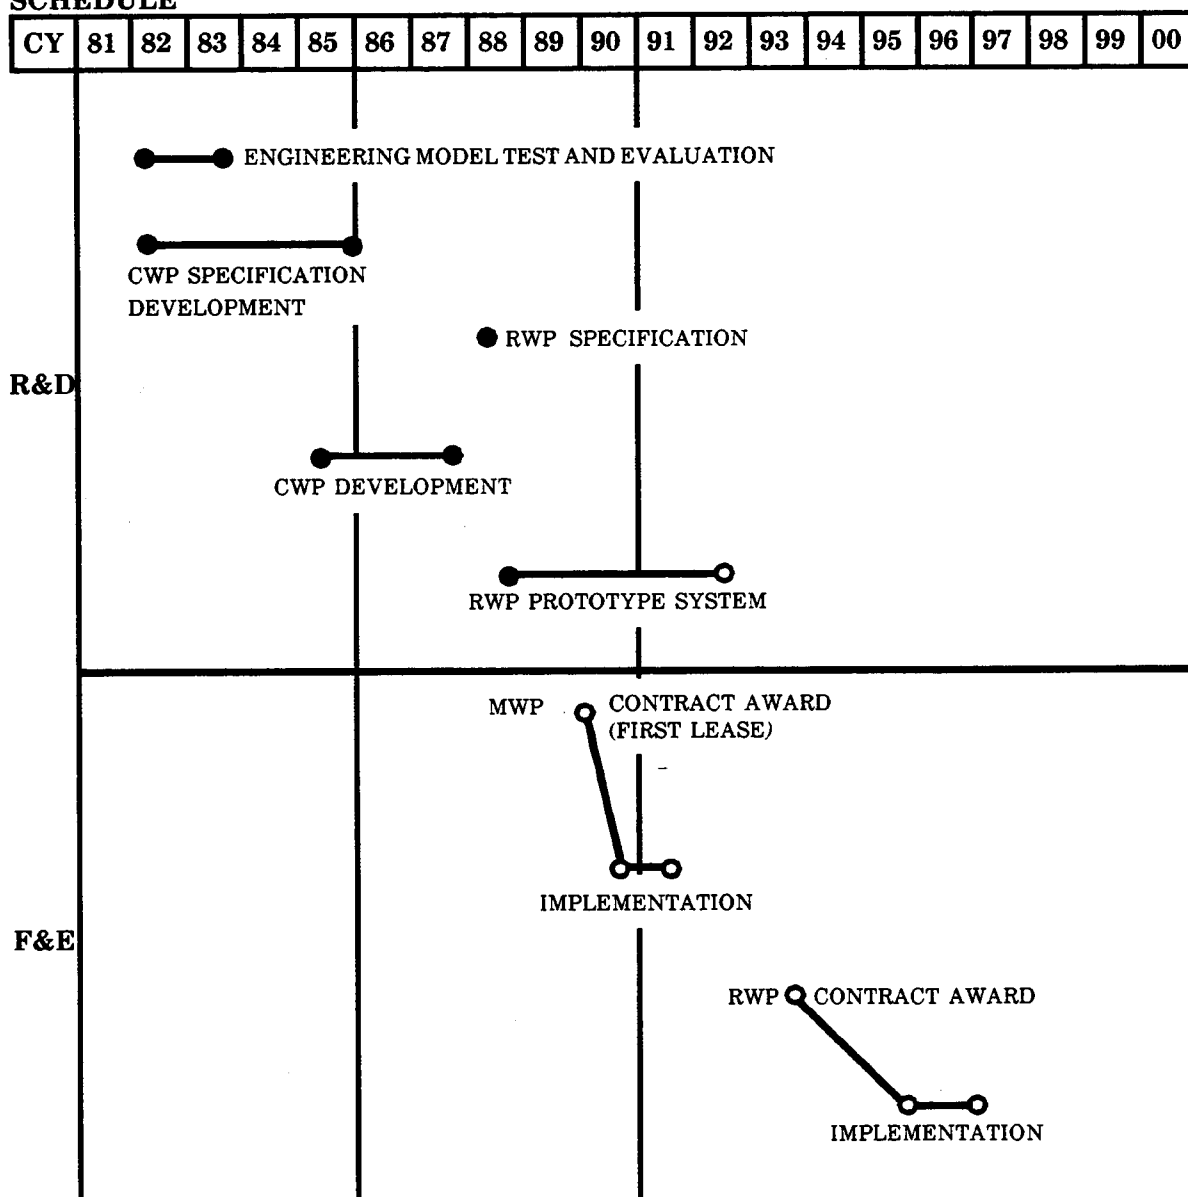 SCHEDULE
CY 81 82 83 84 85 86 87 88 89 90 91 92 93 94 95 96 97 98 99 00
ENGINEERING MODEL TEST AND EVALUATION
CWP SPECIFICATION
DEVELOPMENT
RWP SPECIFICATION
R&D
CWP DEVELOPMENT
RWP PROTOTYPE SYSTEM
MWP CONTRACT AWARD
(FIRST LEASE)
IMPLEMENTATION
F&E
RWP CONTRACT AWARD
IMPLEMENTATION